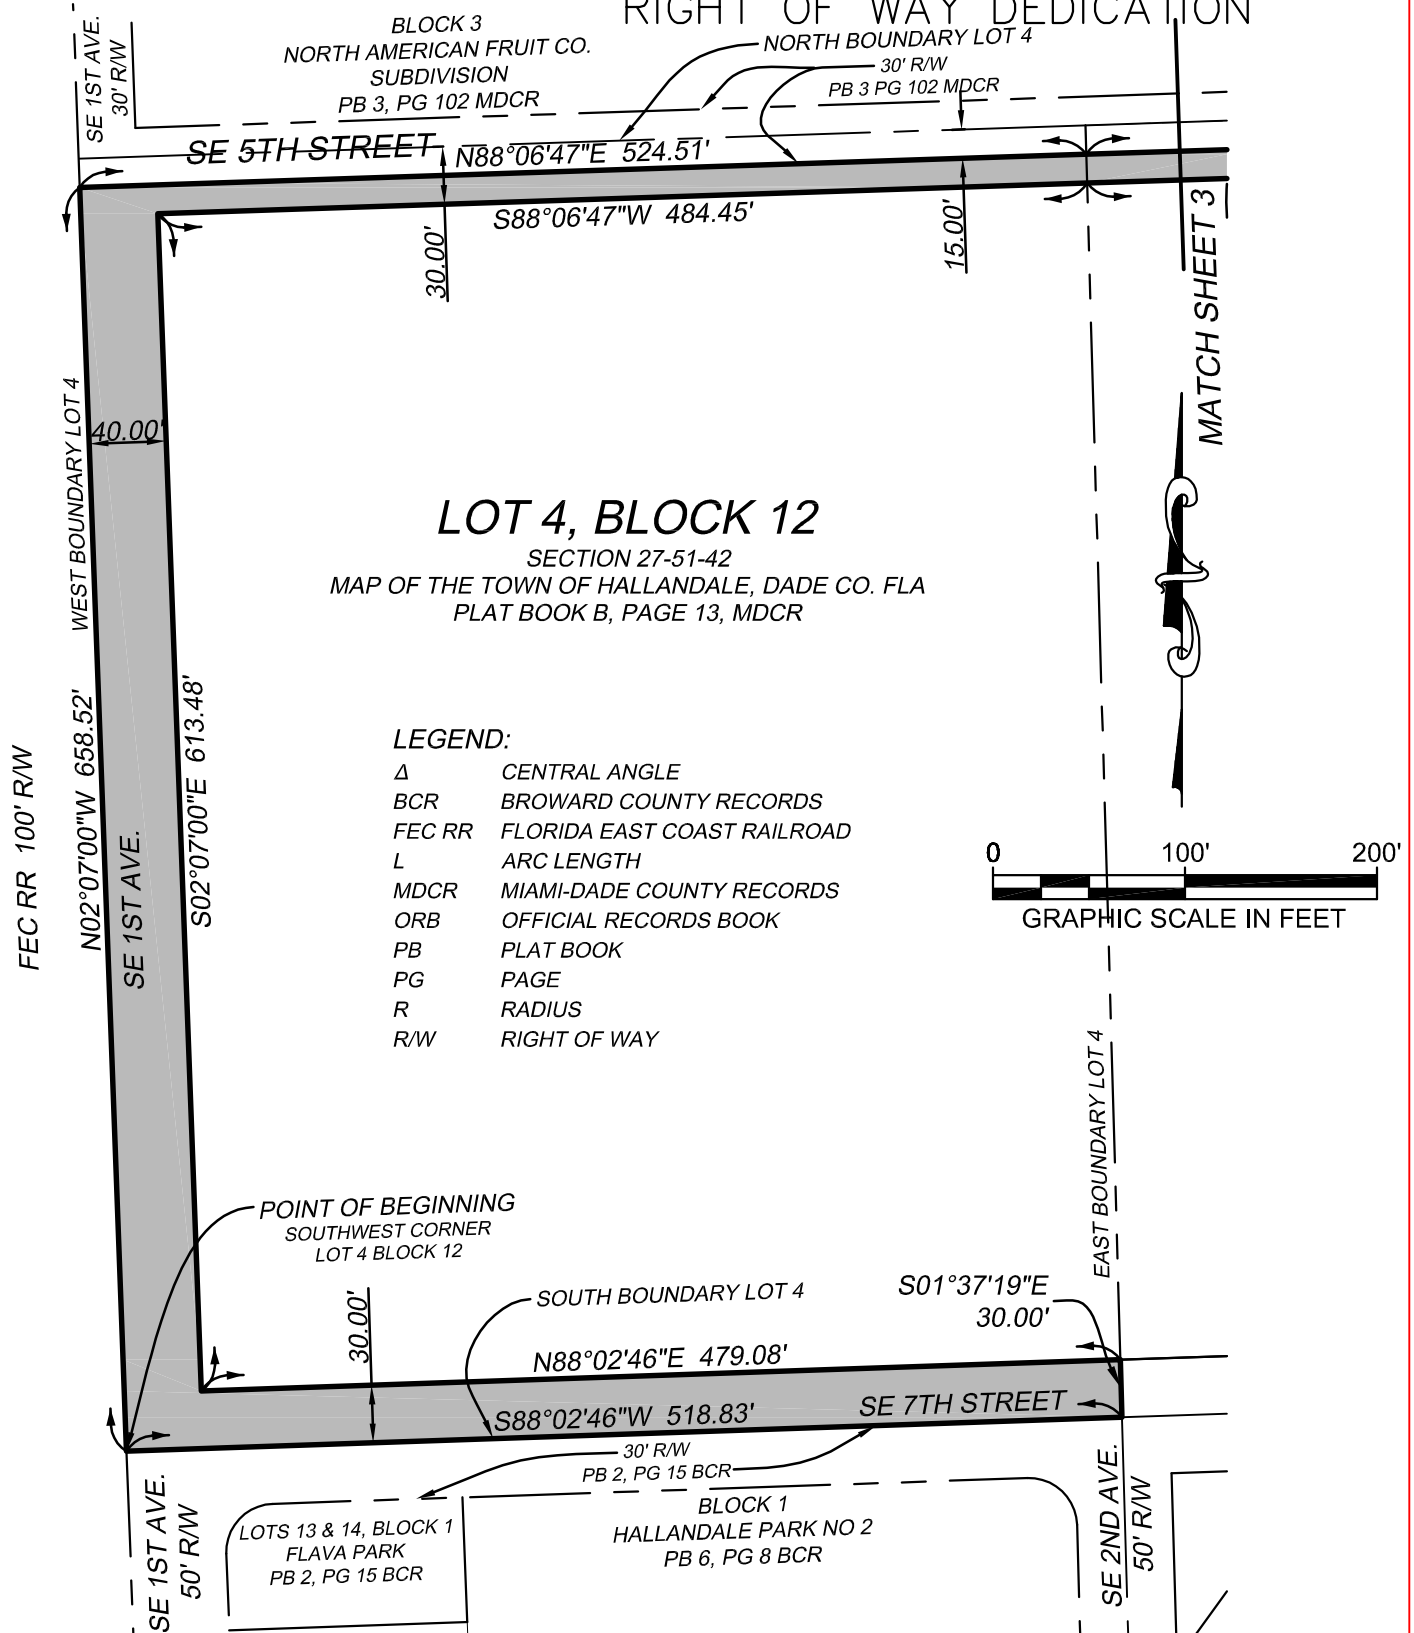 RIGHT OF WAY DEDICATION
SE 1ST AVE.
30' R/W
BLOCK 3
NORTH AMERICAN FRUIT CO.
SUBDIVISION
PB 3, PG 102 MDCR
NORTH BOUNDARY LOT 4
30' R/W
PB 3 PG 102 MDCR
SE 5TH STREET
N88°06'47"E 524.51'
S88°06'47"W 484.45'
30.00'
15.00'
MATCH SHEET 3
WEST BOUNDARY LOT 4
40.00'
LOT 4, BLOCK 12
SECTION 27-51-42
MAP OF THE TOWN OF HALLANDALE, DADE CO. FLA
PLAT BOOK B, PAGE 13, MDCR
FEC RR 100' R/W
N02°07'00"W 658.52'
SE 1ST AVE.
S02°07'00"E 613.48'
LEGEND:
Δ CENTRAL ANGLE
BCR BROWARD COUNTY RECORDS
FEC RR FLORIDA EAST COAST RAILROAD
L ARC LENGTH
MDCR MIAMI-DADE COUNTY RECORDS
ORB OFFICIAL RECORDS BOOK
PB PLAT BOOK
PG PAGE
R RADIUS
R/W RIGHT OF WAY
0 100' 200'
GRAPHIC SCALE IN FEET
EAST BOUNDARY LOT 4
POINT OF BEGINNING
SOUTHWEST CORNER
LOT 4 BLOCK 12
30.00'
SOUTH BOUNDARY LOT 4
S01°37'19"E
30.00'
N88°02'46"E 479.08'
S88°02'46"W 518.83'
SE 7TH STREET
30' R/W
PB 2, PG 15 BCR
SE 1ST AVE.
50' R/W
LOTS 13 & 14, BLOCK 1
FLAVA PARK
PB 2, PG 15 BCR
BLOCK 1
HALLANDALE PARK NO 2
PB 6, PG 8 BCR
SE 2ND AVE.
50' R/W